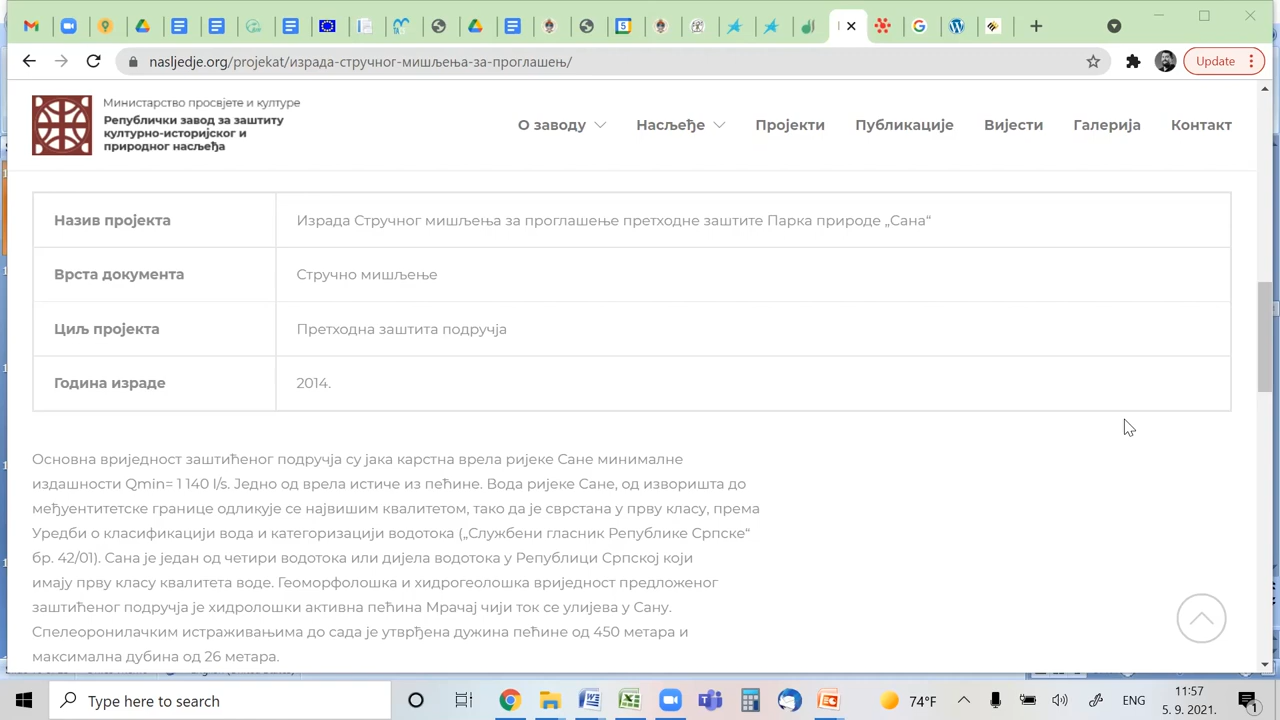 nasljedje.org/projekat/израда-стручног-мишљења-за-проглашењ/
Update
Министарство просвјете и културе
Републички завод за заштиту
културно-историјског и
природног насљеђа
О заводу
Насљеђе
Пројекти
Публикације
Вијести
Галерија
Контакт
Назив пројекта
Израда Стручног мишљења за проглашење претходне заштите Парка природе „Сана“
Врста документа
Стручно мишљење
Циљ пројекта
Претходна заштита подручја
Година израде
2014.
Основна вриједност заштићеног подручја су јака карстна врела ријеке Сане минималне
издашности Qmin= 1 140 l/s. Једно од врела истиче из пећине. Вода ријеке Сане, од изворишта до
међуентитетске границе одликује се највишим квалитетом, тако да је сврстана у прву класу, према
Уредби о класификацији вода и категоризацији водотока („Службени гласник Републике Српске“
бр. 42/01). Сана је један од четири водотока или дијела водотока у Републици Српској који
имају прву класу квалитета воде. Геоморфолошка и хидрогеолошка вриједност предложеног
заштићеног подручја је хидролошки активна пећина Мрачај чији ток се улијева у Сану.
Спелеоронилачким истраживањима до сада је утврђена дужина пећине од 450 метара и
максимална дубина од 26 метара.
Type here to search
74°F
ENG
11:57
5. 9. 2021.